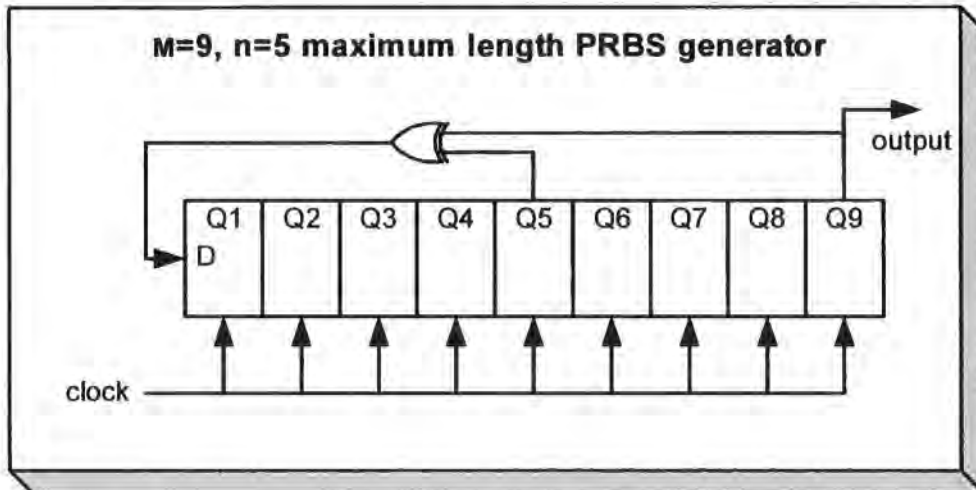 M=9, n=5 maximum length PRBS generator
output
Q1 Q2 Q3 Q4 Q5 Q6 Q7 Q8 Q9
D
clock